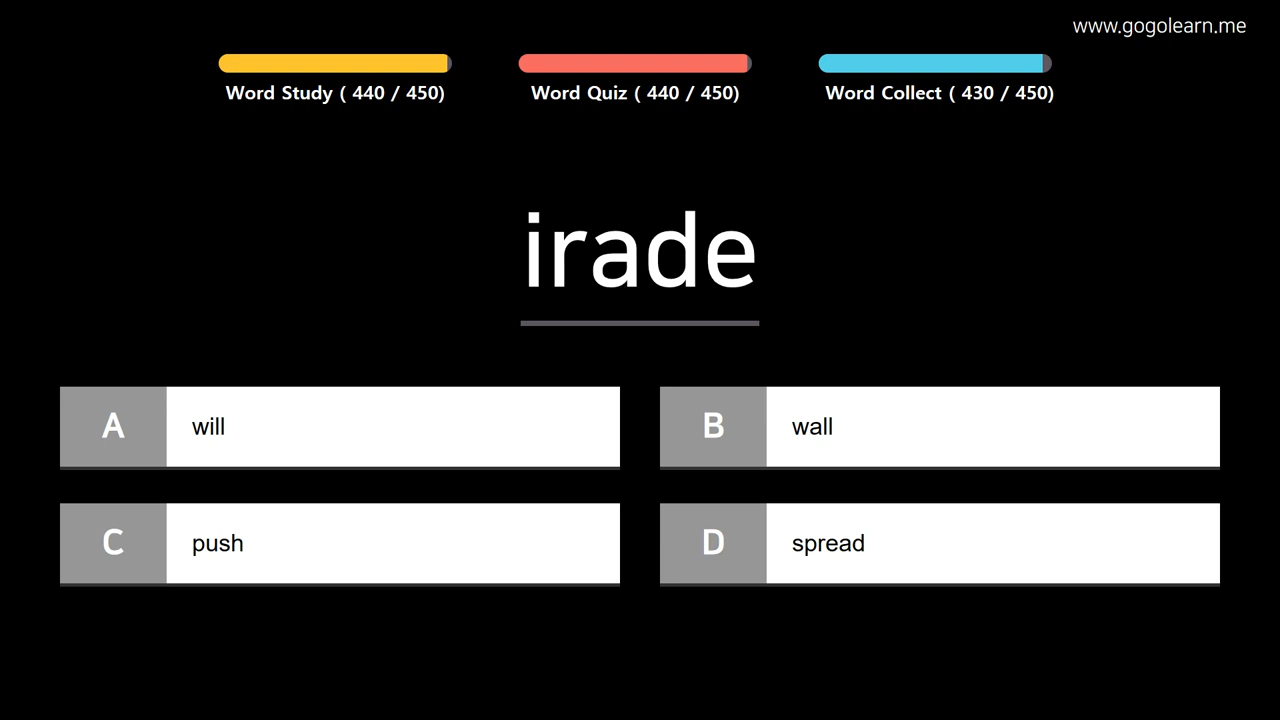 www.gogolearn.me
Word Study ( 440 / 450)
Word Quiz ( 440 / 450)
Word Collect ( 430 / 450)
irade
A will
B wall
C push
D spread